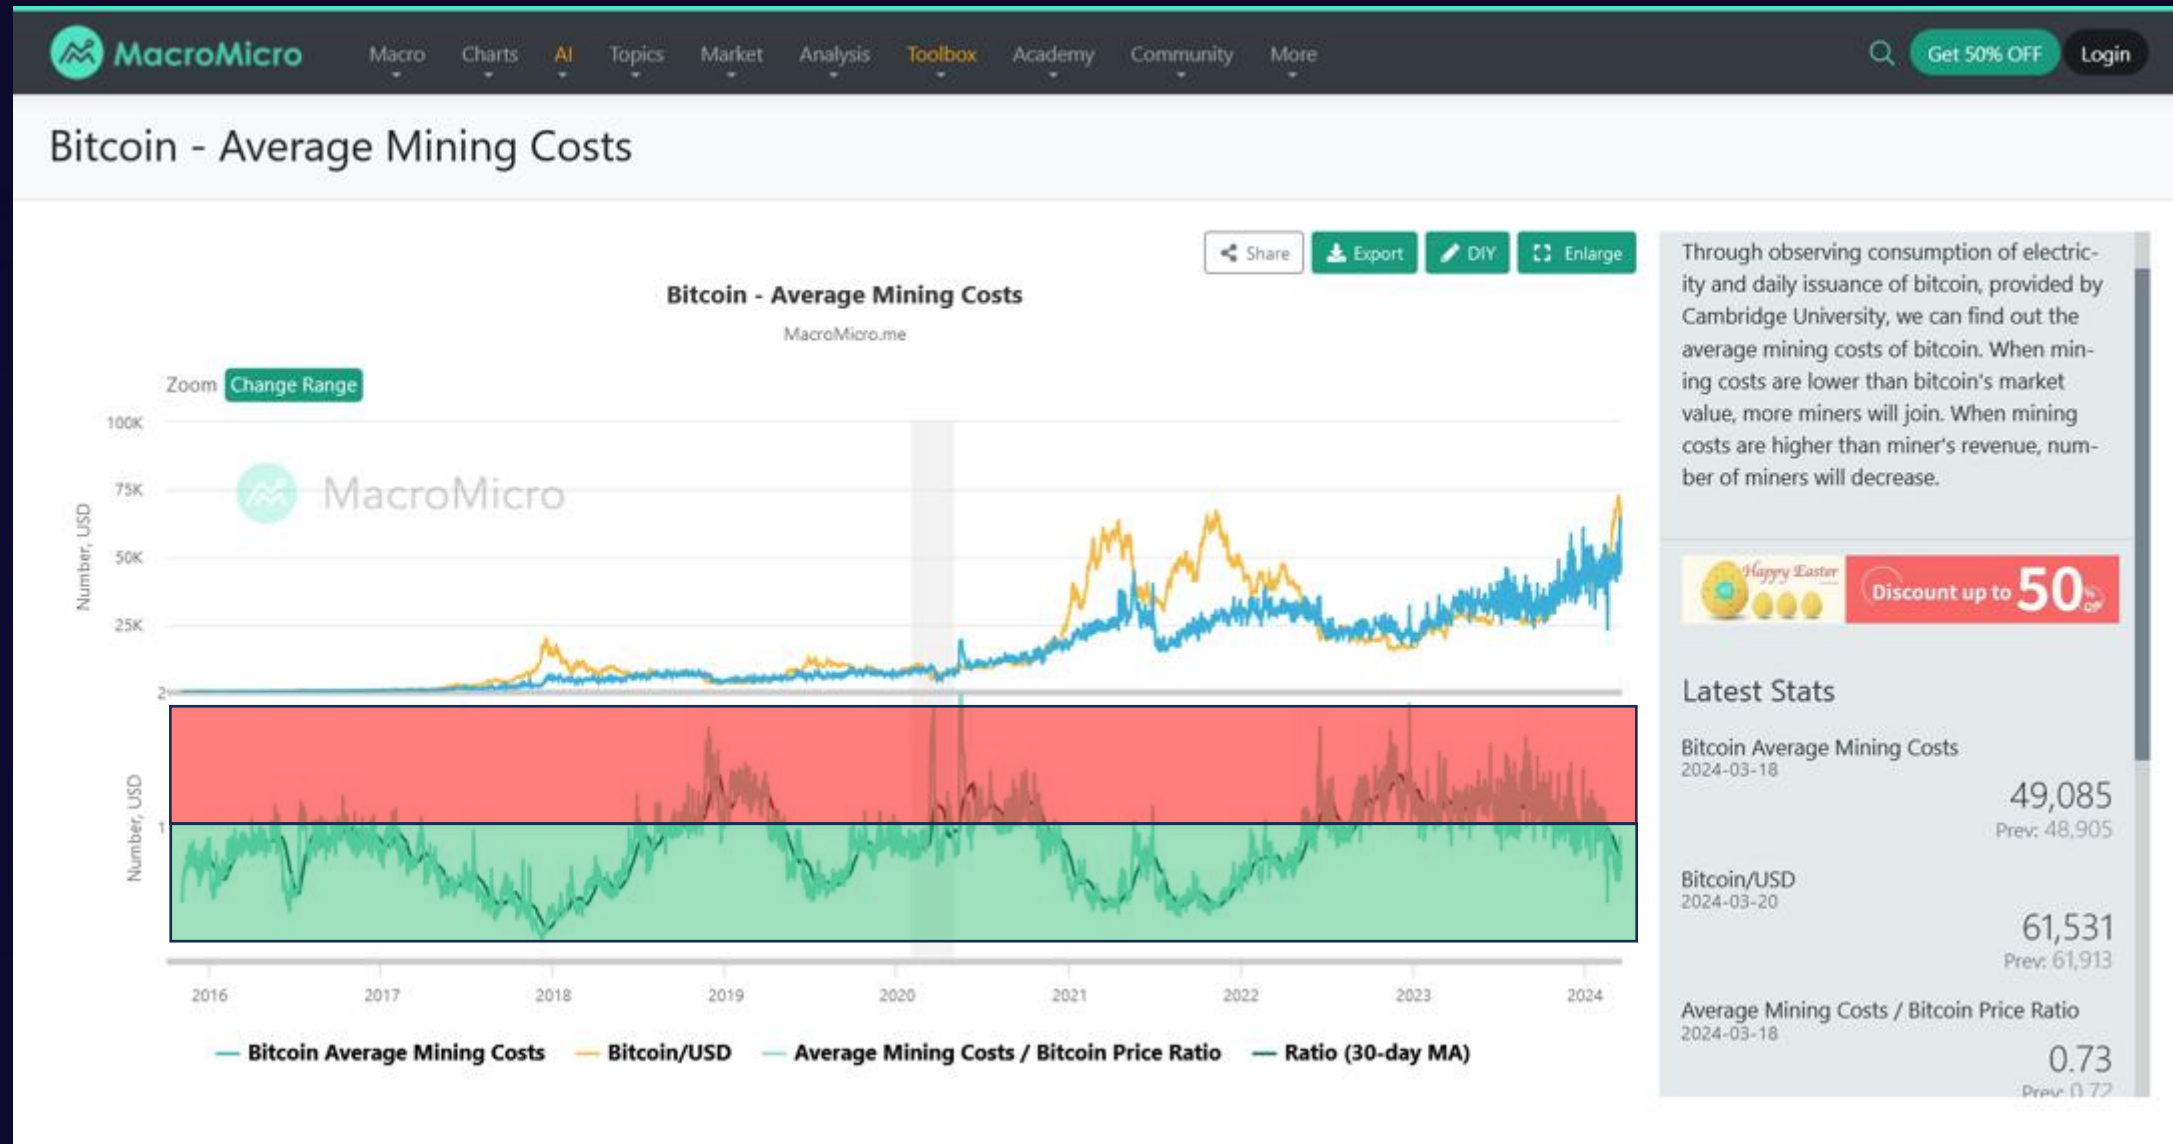 MacroMicro
Macro Charts AI Topics Market Analysis Toolbox Academy Community More
Get 50% OFF Login
Bitcoin - Average Mining Costs
Share Export DIY Enlarge
Bitcoin - Average Mining Costs
MacroMicro.me
Zoom Change Range
100K
75K
50K
25K
2
1
Number, USD
Number, USD
MacroMicro
2016 2017 2018 2019 2020 2021 2022 2023 2024
Bitcoin Average Mining Costs Bitcoin/USD Average Mining Costs / Bitcoin Price Ratio Ratio (30-day MA)
Through observing consumption of electric-
ity and daily issuance of bitcoin, provided by
Cambridge University, we can find out the
average mining costs of bitcoin. When min-
ing costs are lower than bitcoin's market
value, more miners will join. When mining
costs are higher than miner's revenue, num-
ber of miners will decrease.
Happy Easter
Discount up to 50% OFF
Latest Stats
Bitcoin Average Mining Costs
2024-03-18
49,085
Prev: 48,905
Bitcoin/USD
2024-03-20
61,531
Prev: 61,913
Average Mining Costs / Bitcoin Price Ratio
2024-03-18
0.73
Prev: 0.72